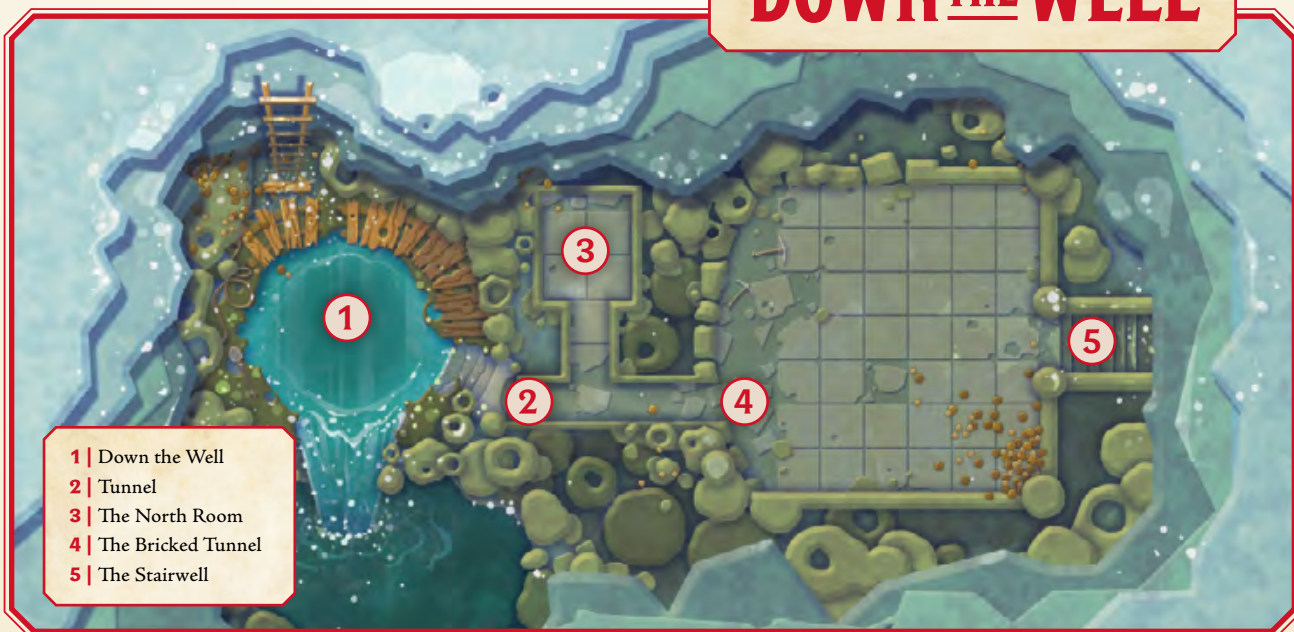 DOWN THE WELL
3
1
5
2
4
1 | Down the Well
2 | Tunnel
3 | The North Room
4 | The Bricked Tunnel
5 | The Stairwell